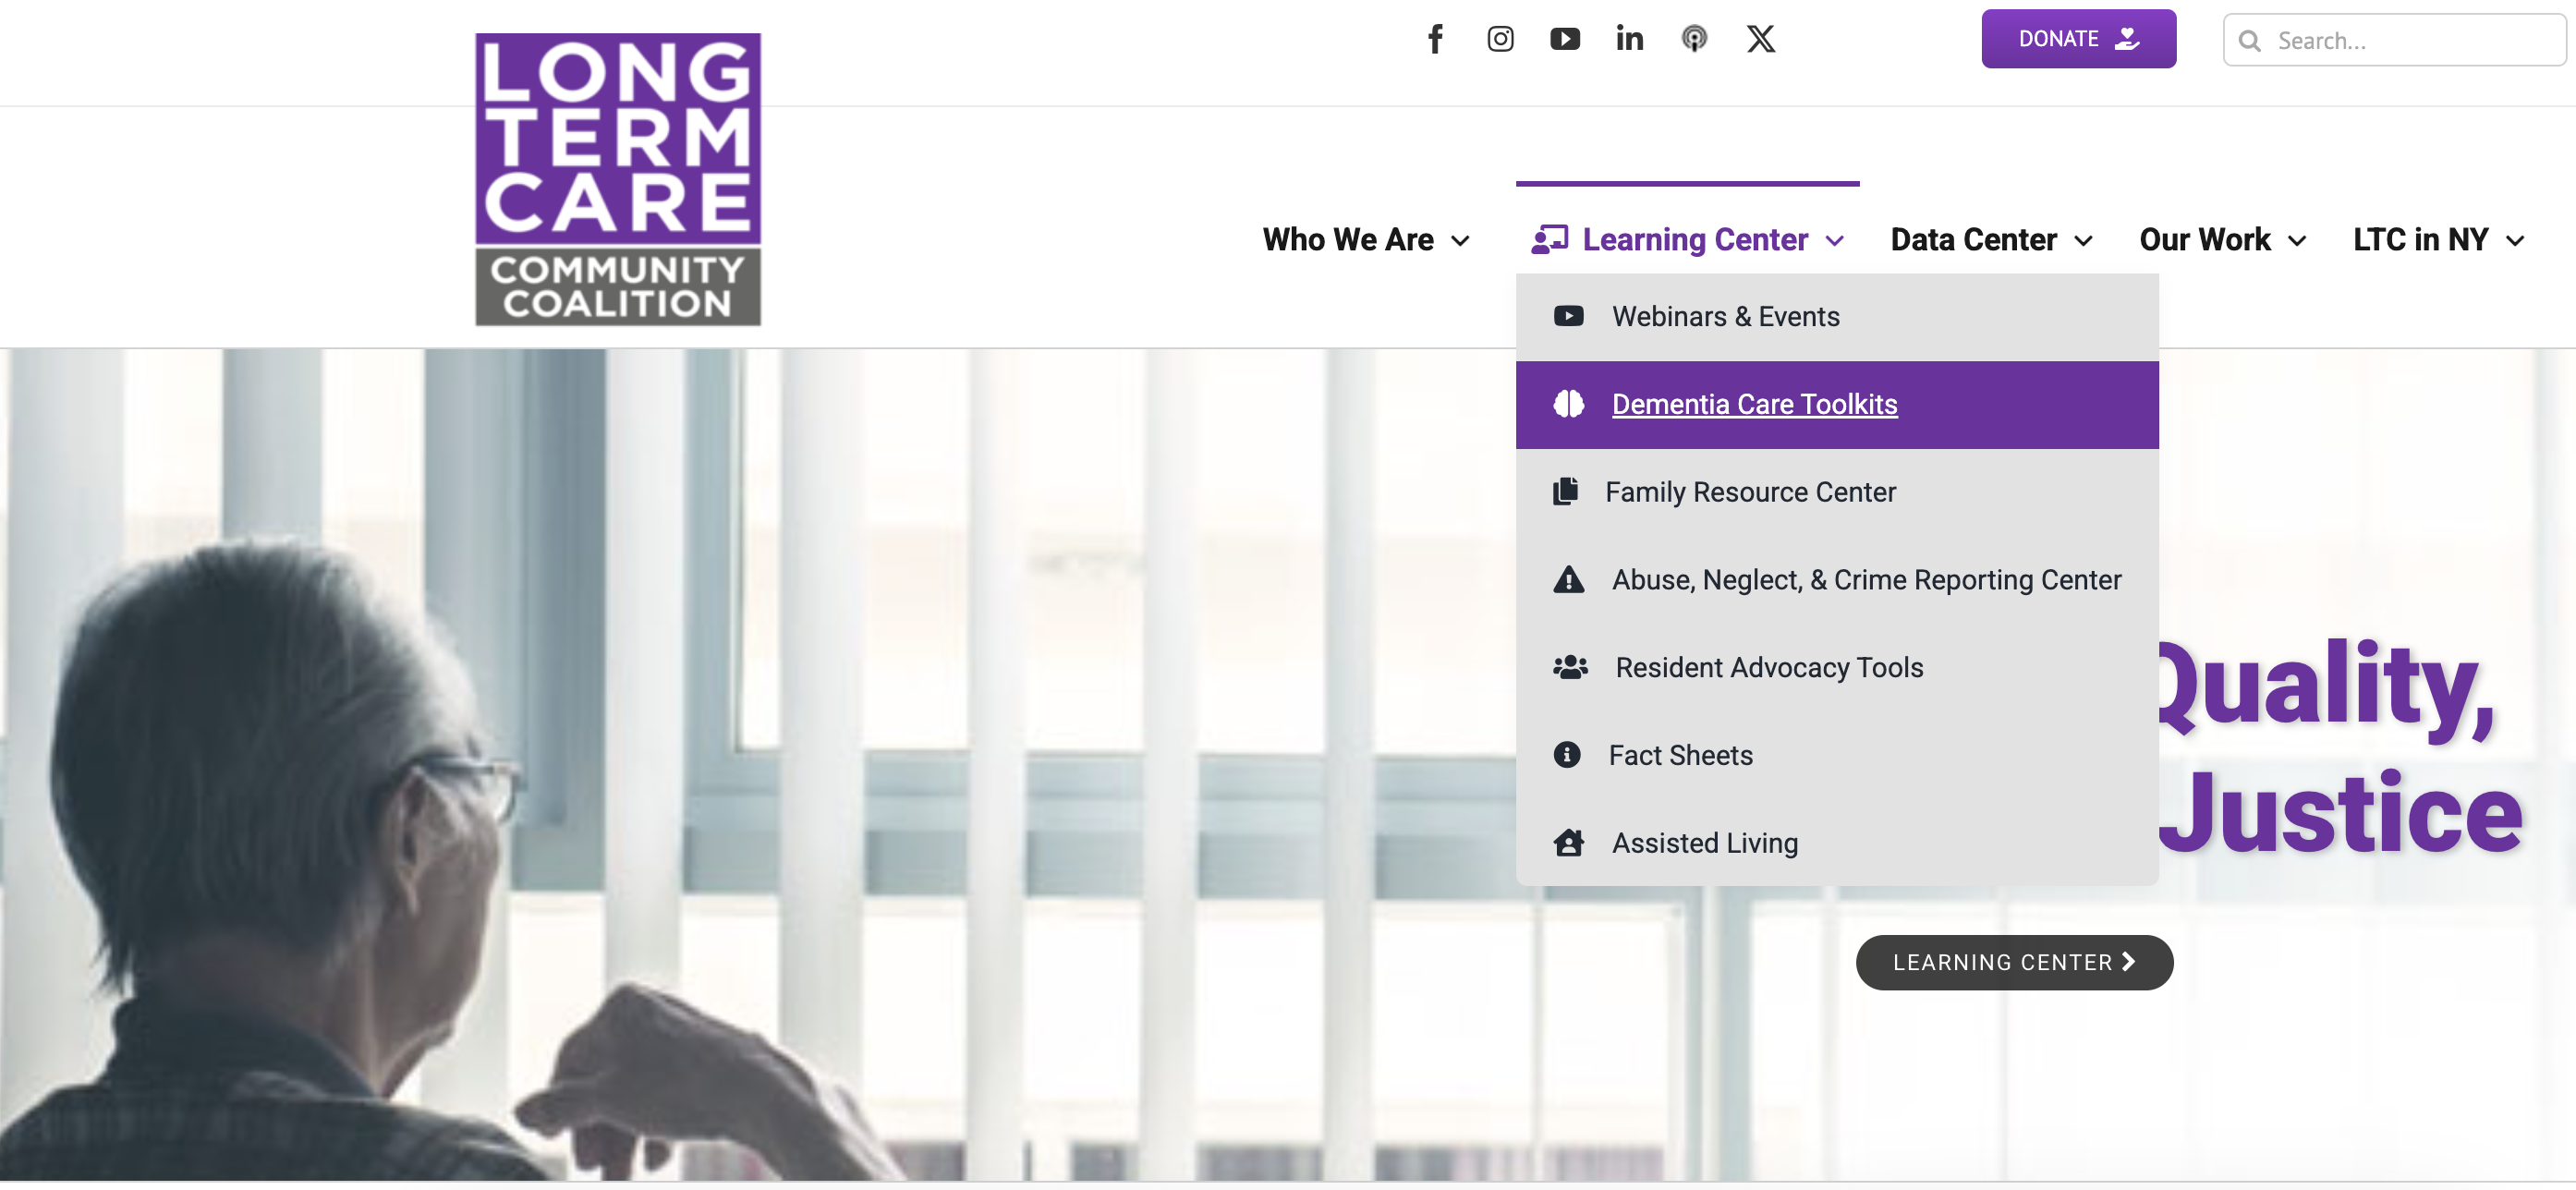 LONG
TERM
CARE
COMMUNITY
COALITION
DONATE
Search...
Who We Are
Learning Center
Data Center
Our Work
LTC in NY
Webinars & Events
Dementia Care Toolkits
Family Resource Center
Abuse, Neglect, & Crime Reporting Center
Resident Advocacy Tools
Fact Sheets
Assisted Living
Quality,
Justice
LEARNING CENTER